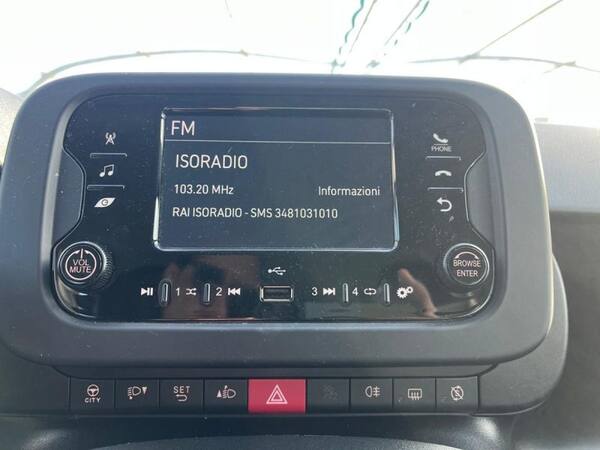 FM
ISORADIO
103.20 MHz Informazioni
RAI ISORADIO - SMS 3481031010
PHONE
VOL
MUTE
BROWSE
ENTER
1 2 3 4
CITY SET